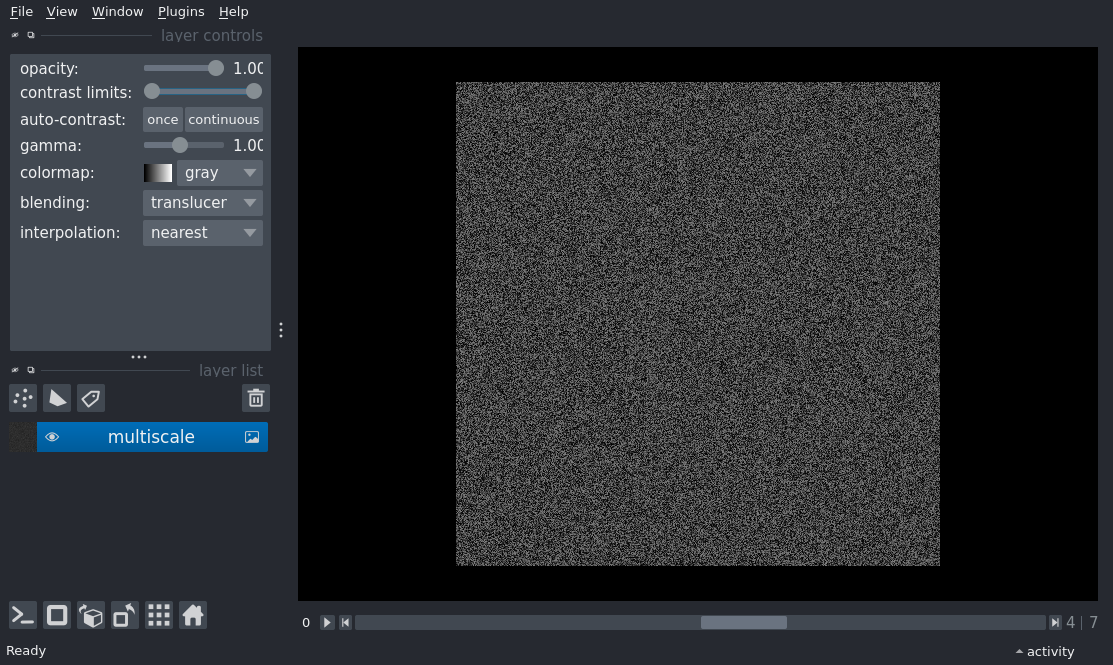 File View Window Plugins Help
layer controls
opacity: 1.00
contrast limits:
auto-contrast: once continuous
gamma: 1.00
colormap: gray
blending: translucer
interpolation: nearest
layer list
multiscale
0 4 | 7
Ready
activity